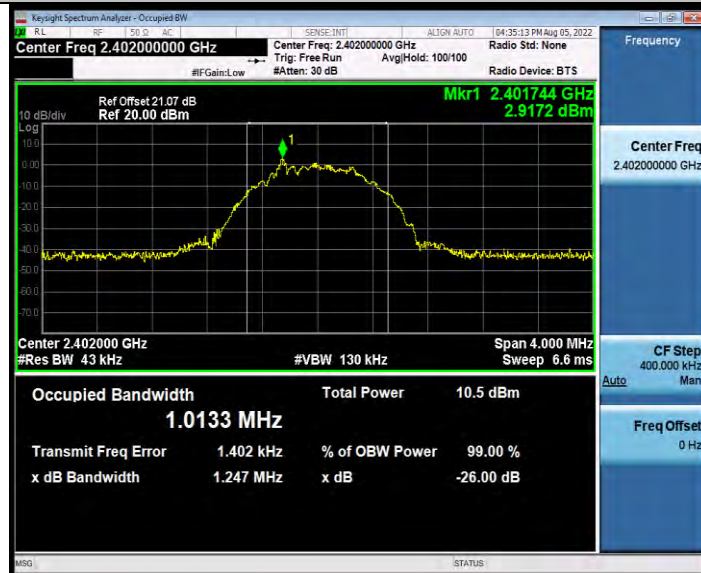 Keysight Spectrum Analyzer - Occupied BW
RL RF 50 Ω AC SENSE:INT ALIGN AUTO 04:35:13 PM Aug 05, 2022
Center Freq 2.402000000 GHz
Center Freq: 2.402000000 GHz
Radio Std: None
Trig: Free Run Avg|Hold: 100/100
#IFGain:Low
#Atten: 30 dB
Radio Device: BTS
Mkr1 2.401744 GHz
2.9172 dBm
Ref Offset 21.07 dB
10 dB/div Ref 20.00 dBm
Log
10.0
0.00
-10.0
-20.0
-30.0
-40.0
-50.0
-60.0
-70.0
1
Center 2.402000 GHz
Span 4.000 MHz
#Res BW 43 kHz
#VBW 130 kHz
Sweep 6.6 ms
Occupied Bandwidth
1.0133 MHz
Total Power 10.5 dBm
Transmit Freq Error 1.402 kHz
% of OBW Power 99.00 %
x dB Bandwidth 1.247 MHz
x dB -26.00 dB
Frequency
Center Freq
2.402000000 GHz
CF Step
400.000 kHz
Auto Man
Freq Offset
0 Hz
MSG
STATUS